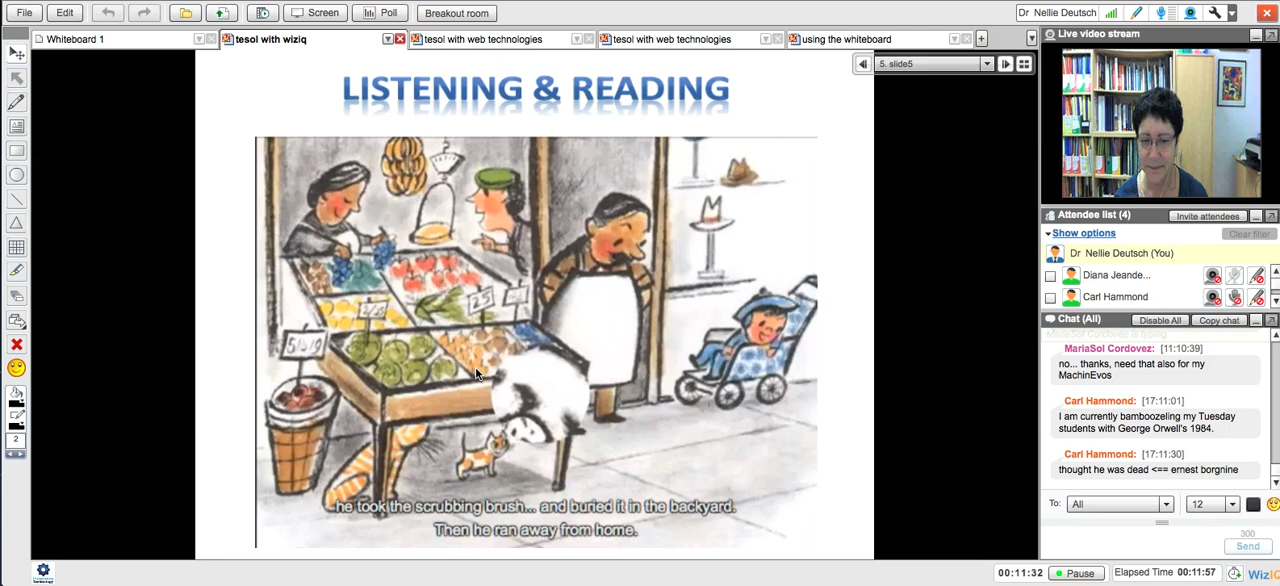 File
Edit
Screen
Poll
Breakout room
Dr Nellie Deutsch
Whiteboard 1
tesol with wiziq
tesol with web technologies
tesol with web technologies
using the whiteboard
5. slide5
LISTENING & READING
he took the scrubbing brush... and buried it in the backyard.
Then he ran away from home.
2
Live video stream
Attendee list (4)
Invite attendees
Show options
Clear filter
Dr Nellie Deutsch (You)
Diana Jeande...
Carl Hammond
Chat (All)
Disable All
Copy chat
MariaSol Cordovez: [11:10:39]
no... thanks, need that also for my
MachinEvos
Carl Hammond: [17:11:01]
I am currently bamboozeling my Tuesday
students with George Orwell's 1984.
Carl Hammond: [17:11:30]
thought he was dead <== ernest borgnine
To:
All
12
300
Send
00:11:32
Pause
Elapsed Time 00:11:57